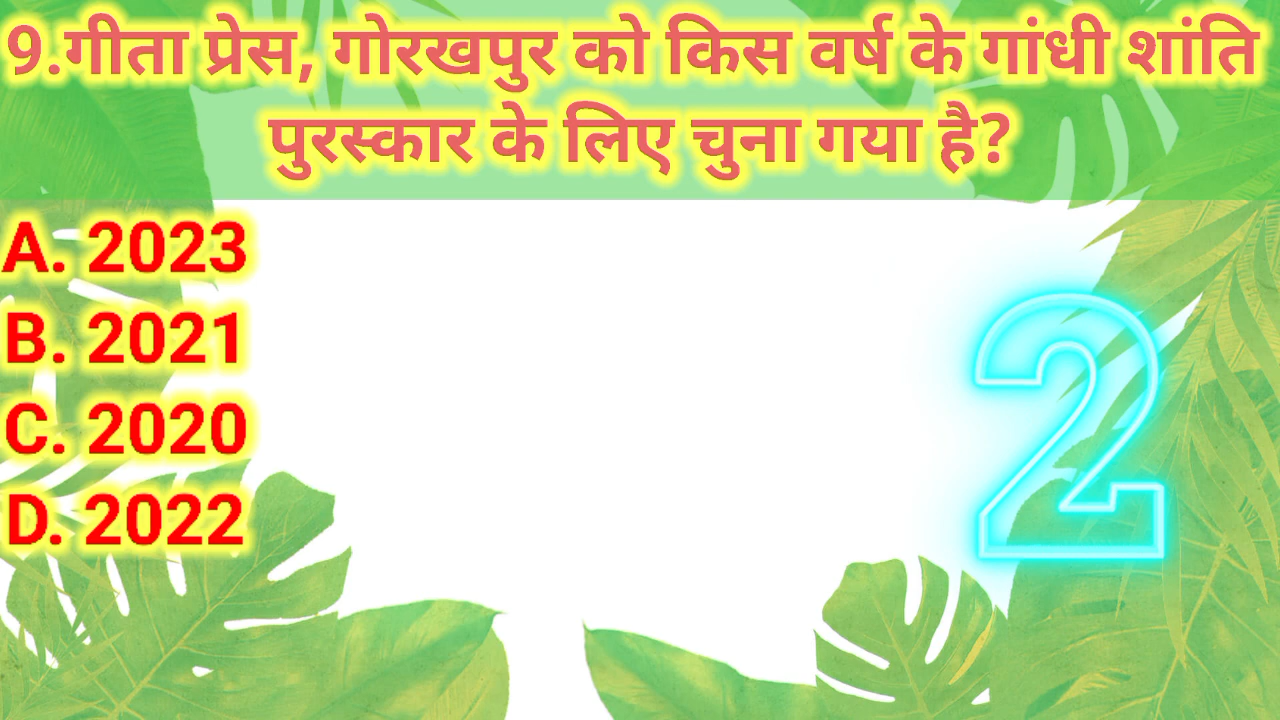 9.गीता प्रेस, गोरखपुर को किस वर्ष के गांधी शांति
पुरस्कार के लिए चुना गया है?
A. 2023
B. 2021
C. 2020
D. 2022
2